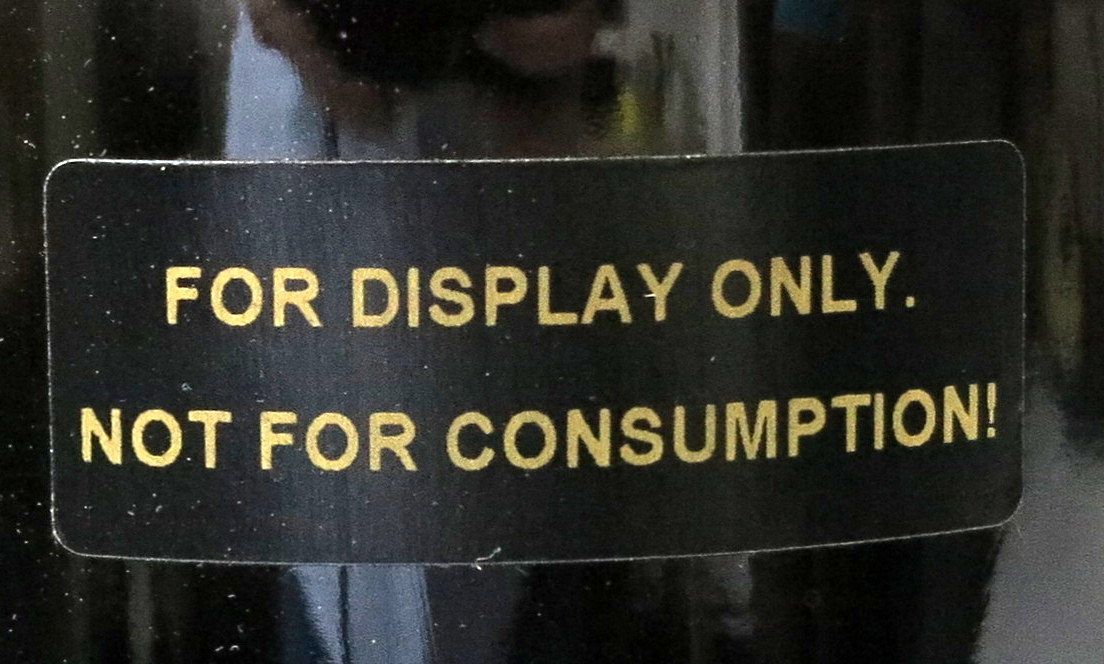 FOR DISPLAY ONLY.
NOT FOR CONSUMPTION!